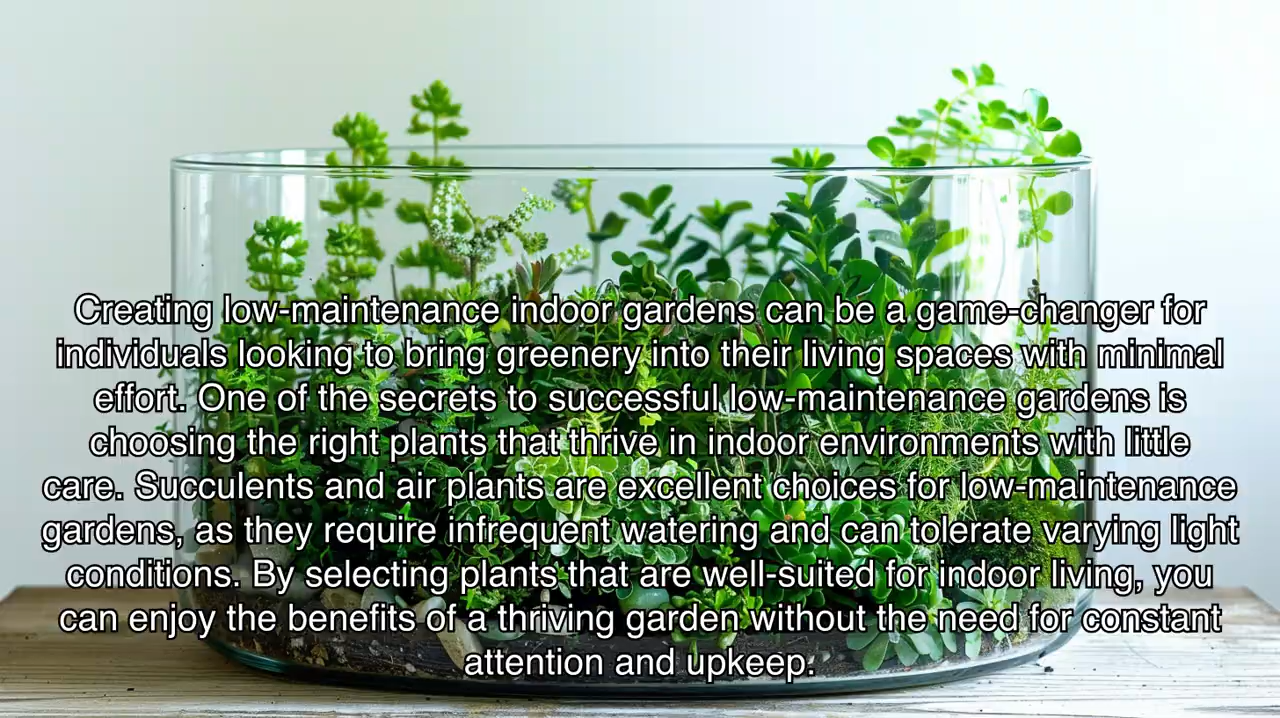 Creating low-maintenance indoor gardens can be a game-changer for
individuals looking to bring greenery into their living spaces with minimal
effort. One of the secrets to successful low-maintenance gardens is
choosing the right plants that thrive in indoor environments with little
care. Succulents and air plants are excellent choices for low-maintenance
gardens, as they require infrequent watering and can tolerate varying light
conditions. By selecting plants that are well-suited for indoor living, you
can enjoy the benefits of a thriving garden without the need for constant
attention and upkeep.